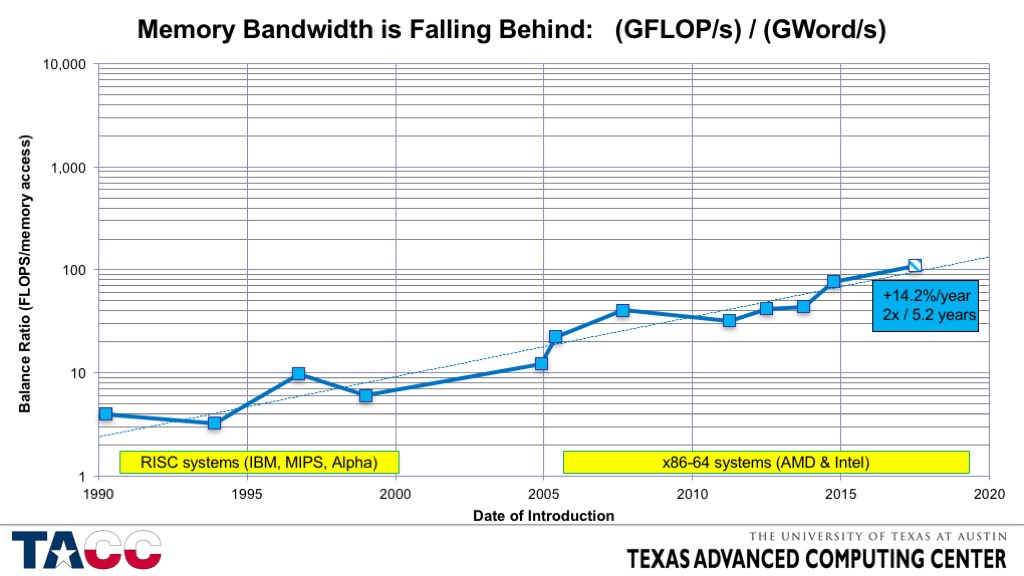 Memory Bandwidth is Falling Behind: (GFLOP/s) / (GWord/s)
10,000
1,000
100
10
1
Balance Ratio (FLOPS/memory access)
+14.2%/year
2x / 5.2 years
RISC systems (IBM, MIPS, Alpha)
x86-64 systems (AMD & Intel)
1990 1995 2000 2005 2010 2015 2020
Date of Introduction
TACC
THE UNIVERSITY OF TEXAS AT AUSTIN
TEXAS ADVANCED COMPUTING CENTER